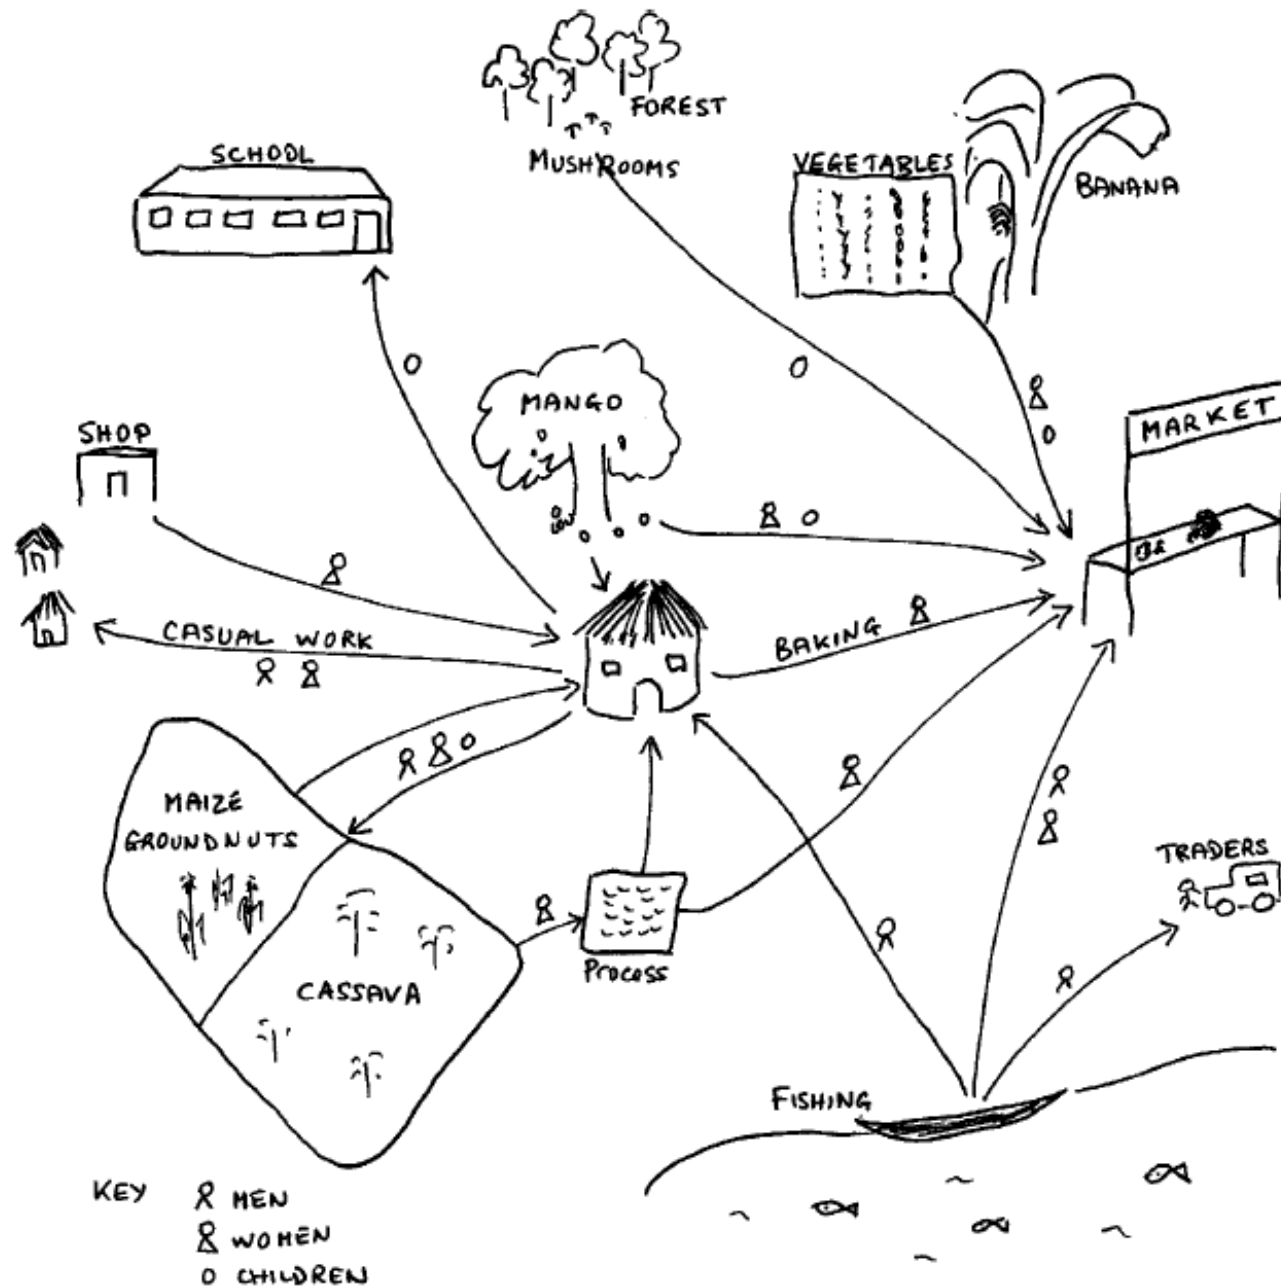 FOREST
MUSHROOMS
SCHOOL
VEGETABLES
BANANA
MANGO
MARKET
SHOP
CASUAL WORK
BAKING
MAIZE
GROUNDNUTS
TRADERS
CASSAVA
Process
FISHING
KEY
MEN
WOMEN
CHILDREN